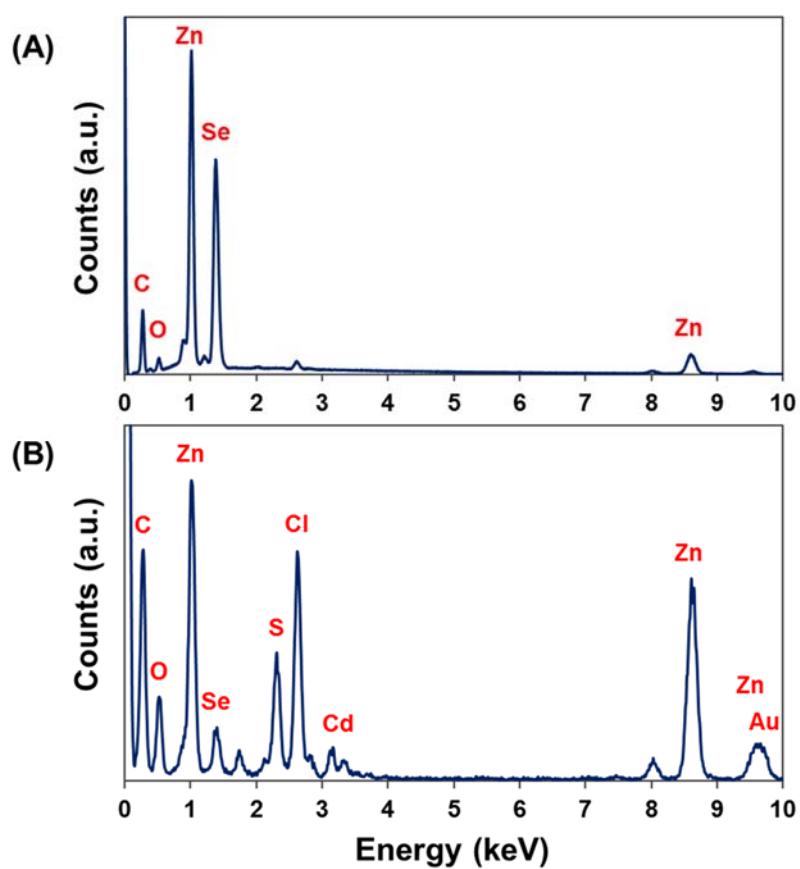 (A)
Counts (a.u.)
Zn
Se
C
O
Zn
0 1 2 3 4 5 6 7 8 9 10
(B)
Counts (a.u.)
Zn
C
Cl
Zn
S
O
Se
Cd
Zn
Au
0 1 2 3 4 5 6 7 8 9 10
Energy (keV)